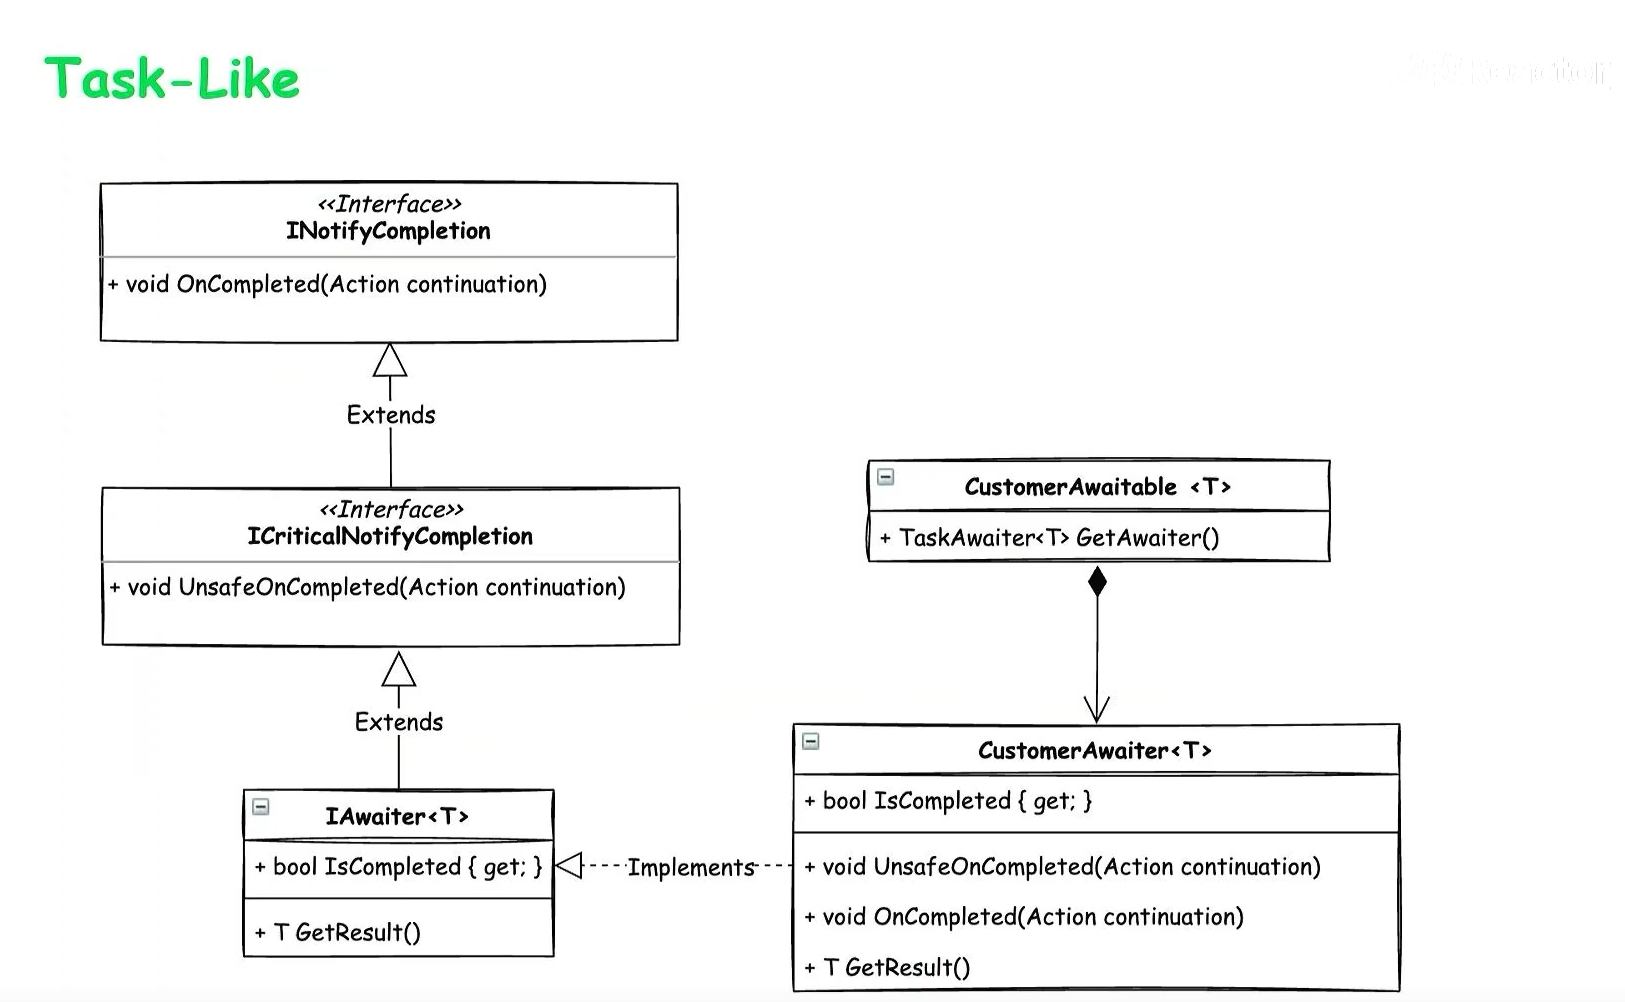 Task-Like
<<Interface>>
INotifyCompletion
+ void OnCompleted(Action continuation)
Extends
<<Interface>>
ICriticalNotifyCompletion
+ void UnsafeOnCompleted(Action continuation)
Extends
IAwaiter<T>
+ bool IsCompleted { get; }
+ T GetResult()
Implements
CustomerAwaitable <T>
+ TaskAwaiter<T> GetAwaiter()
CustomerAwaiter<T>
+ bool IsCompleted { get; }
+ void UnsafeOnCompleted(Action continuation)
+ void OnCompleted(Action continuation)
+ T GetResult()